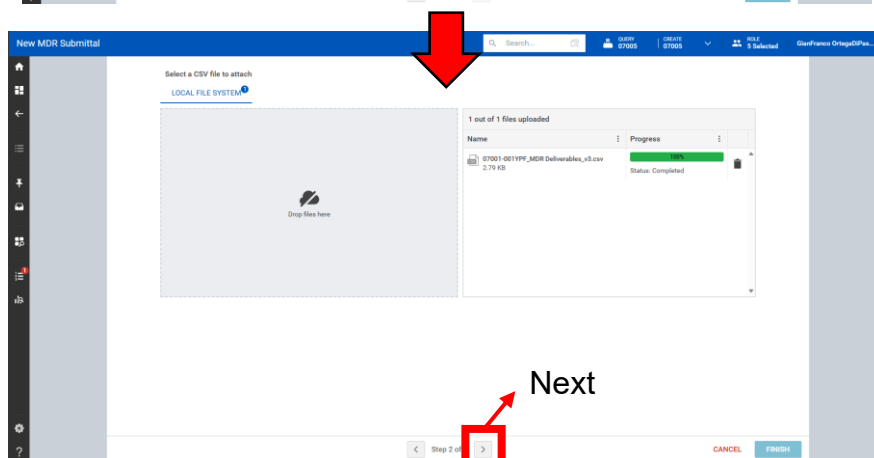 New MDR Submittal
Search...
QUERY
07005
CREATE
07005
ROLE
5 Selected
GianFranco OrtegaDiPas...
Select a CSV file to attach
LOCAL FILE SYSTEM 1
1 out of 1 files uploaded
Name
Progress
07001-001YPF_MDR Deliverables_v3.csv
2.79 KB
100%
Status: Completed
Drop files here
Next
Step 2 of
CANCEL
FINISH